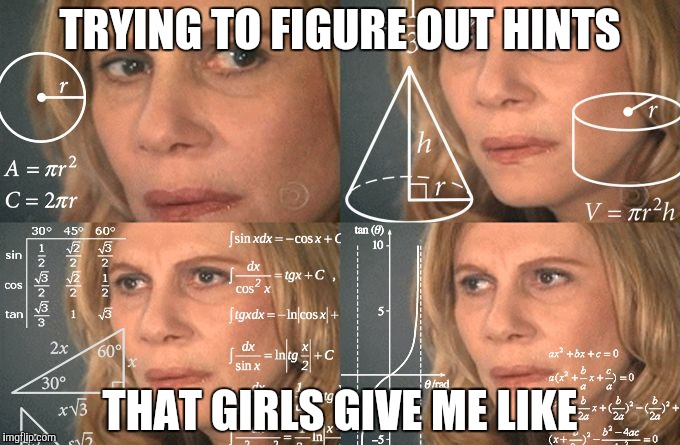 TRYING TO FIGURE OUT HINTS
r
A = πr²
C = 2πr
h
r
r
V = πr²h
30° 45° 60°
sin 1/2 √2/2 √3/2
cos √3/2 √2/2 1/2
tan √3/3 1 √3
2x 60° x
30°
x√3
∫sin xdx = -cos x + C
∫dx/cos² x = tgx + C ,
∫tgxdx = -ln|cos x| +
∫dx/sin x = ln|tg x/2| + C
tan (θ)
10
5
θ/rad
-5
ax² + bx + c = 0
a(x² + b/a x + c/a) = 0
THAT GIRLS GIVE ME LIKE
imgflip.com